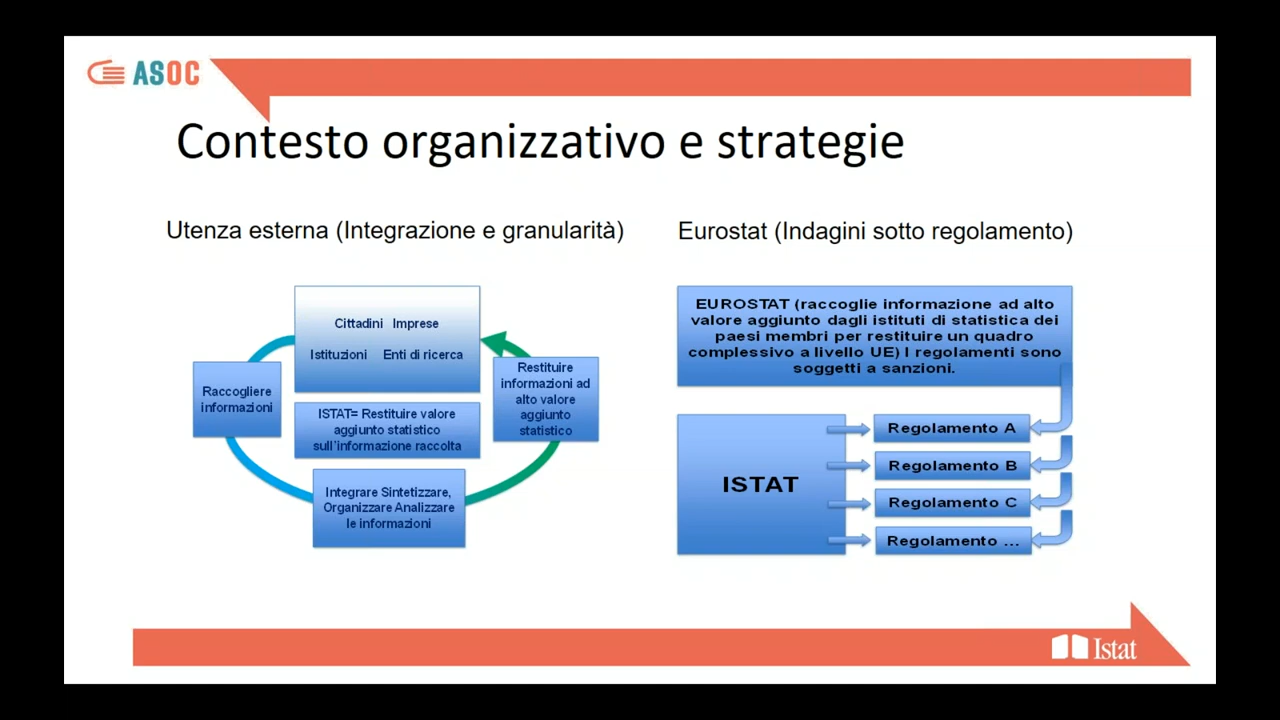 ASOC
Contesto organizzativo e strategie
Utenza esterna (Integrazione e granularità)
Cittadini Imprese
Istituzioni Enti di ricerca
Raccogliere
informazioni
ISTAT= Restituire valore
aggiunto statistico
sull'informazione raccolta
Restituire
informazioni ad
alto valore
aggiunto
statistico
Integrare Sintetizzare,
Organizzare Analizzare
le informazioni
Eurostat (Indagini sotto regolamento)
EUROSTAT (raccoglie informazione ad alto
valore aggiunto dagli istituti di statistica dei
paesi membri per restituire un quadro
complessivo a livello UE) I regolamenti sono
soggetti a sanzioni.
ISTAT
Regolamento A
Regolamento B
Regolamento C
Regolamento ...
Istat